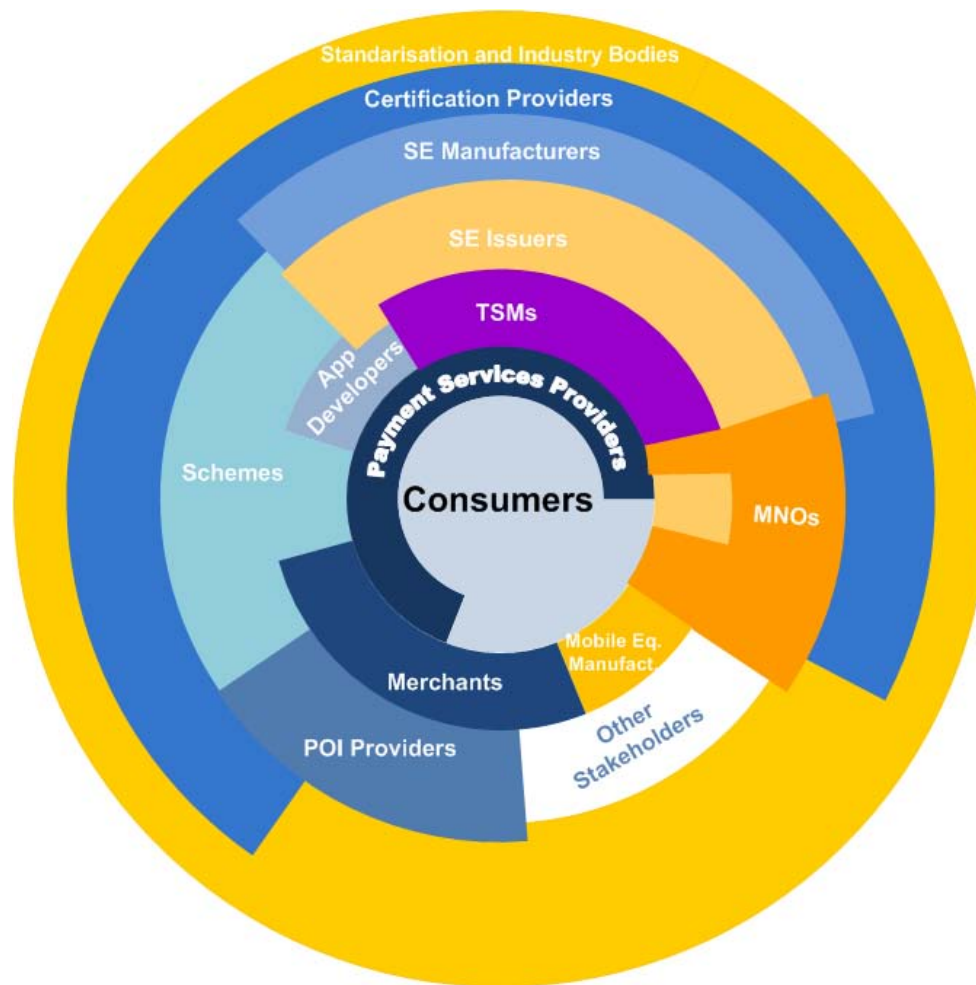 Standarisation and Industry Bodies
Certification Providers
SE Manufacturers
SE Issuers
TSMs
App
Developers
Payment Services Providers
Schemes
Consumers
MNOs
Mobile Eq.
Manufact.
Merchants
Other
Stakeholders
POI Providers